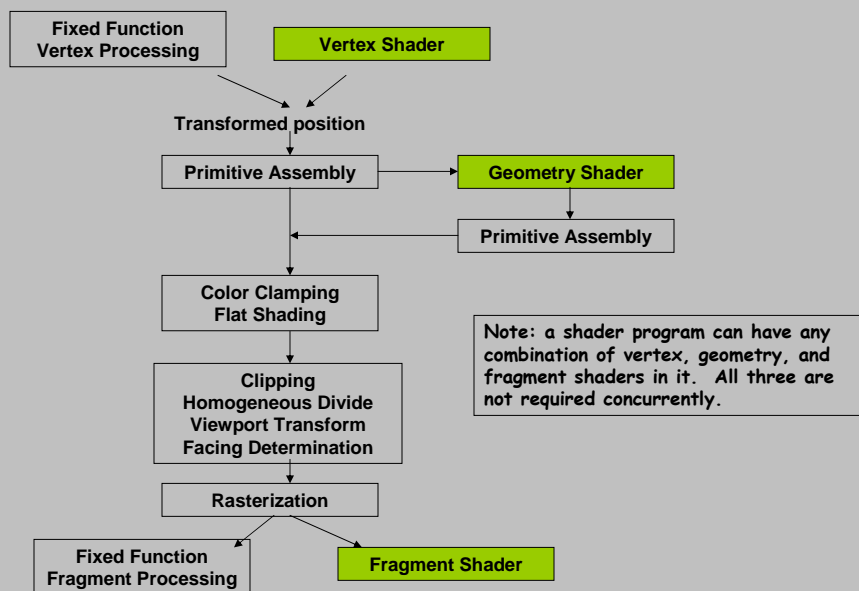 Fixed Function
Vertex Processing
Vertex Shader
Transformed position
Primitive Assembly
Geometry Shader
Primitive Assembly
Color Clamping
Flat Shading
Note: a shader program can have any
combination of vertex, geometry, and
fragment shaders in it. All three are
not required concurrently.
Clipping
Homogeneous Divide
Viewport Transform
Facing Determination
Rasterization
Fixed Function
Fragment Processing
Fragment Shader